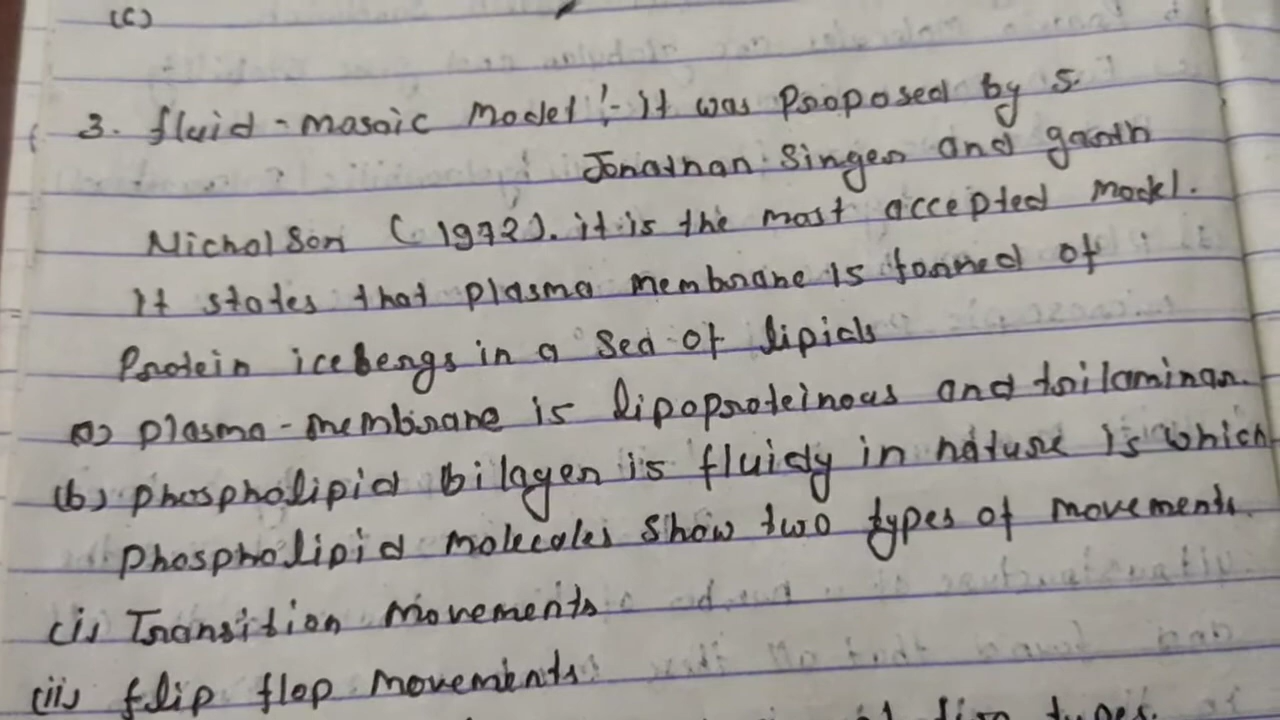 (c)
3. fluid-masaic Model :- It was Proposed by S.
Jonathan Singer and garth
Nicholson (1972). it is the most accepted model.
It states that plasma membrane is formed of
Protein icebergs in a sea of lipids
(a) plasma-membrane is lipoproteinous and trilaminar.
(b) phospholipid bilayer is fluidy in nature is which
phospholipid molecules show two types of movements.
(i) Transition movements
(ii) flip flop movements
types.